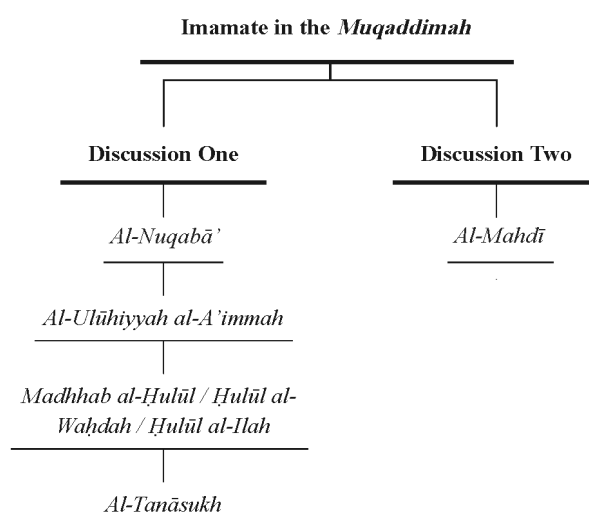 Imamate in the Muqaddimah
Discussion One
Discussion Two
Al-Nuqabā’
Al-Mahdī
Al-Ulūhiyyah al-A’immah
Madhhab al-Ḥulūl / Ḥulūl al-
Waḥdah / Ḥulūl al-Ilah
Al-Tanāsukh